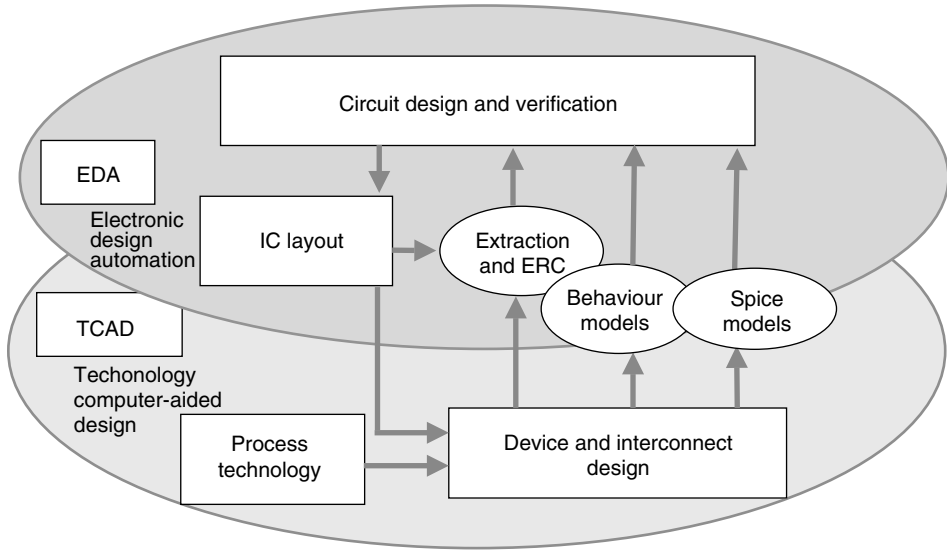 Circuit design and verification
EDA
Electronic
design
automation
IC layout
Extraction
and ERC
Behaviour
models
Spice
models
TCAD
Techonology
computer-aided
design
Process
technology
Device and interconnect
design